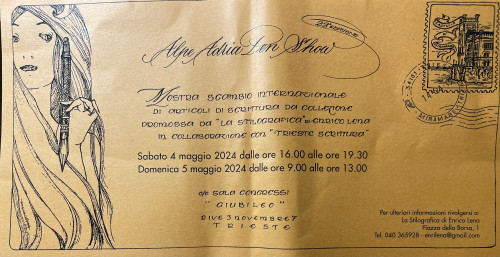 Alpe Adria Pen Show
Mostra scambio internazionale
di articoli di scrittura da collezione
promossa da "La Stilografica" di Enrico Lena
in collaborazione con "Trieste Scrittura"
Sabato 4 maggio 2024 dalle ore 16.00 alle ore 19.30
Domenica 5 maggio 2024 dalle ore 9.00 alle ore 13.00
c/o Sala Congressi
"Giubileo"
Rive 3 Novembre 7
TRIESTE
Per ulteriori informazioni rivolgersi a:
La Stilografica di Enrico Lena
Piazza della Borsa, 1
Tel. 040 365928 - enrilena@gmail.com